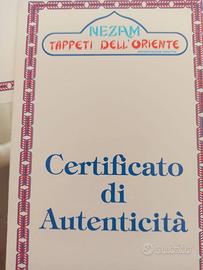 NEZAM
TAPPETI DELL'ORIENTE
Certificato
di
Autenticità